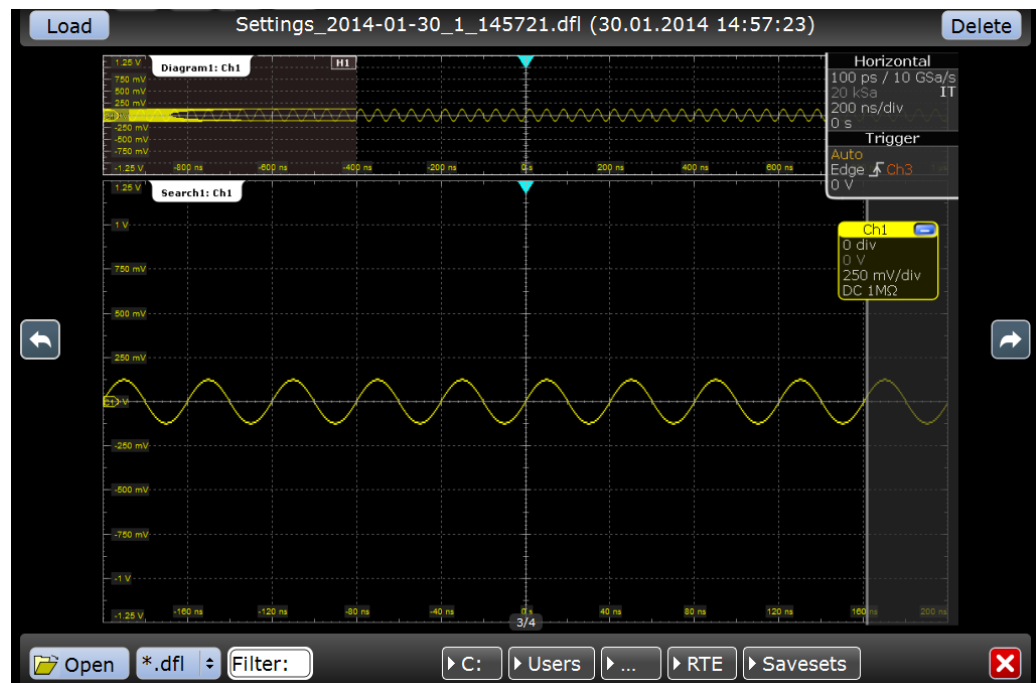 Load
Settings_2014-01-30_1_145721.dfl (30.01.2014 14:57:23)
Delete
1.25 V
Diagram1: Ch1
H1
750 mV
500 mV
250 mV
-250 mV
-500 mV
-750 mV
-1.25 V
-800 ns
-600 ns
-400 ns
-200 ns
0 s
200 ns
400 ns
600 ns
Horizontal
100 ps / 10 GSa/s
20 kSa IT
200 ns/div
0 s
Trigger
Auto
Edge Ch3
0 V
1.25 V
Search1: Ch1
1 V
750 mV
500 mV
250 mV
-250 mV
-500 mV
-750 mV
-1 V
-1.25 V
Ch1
0 div
0 V
250 mV/div
DC 1MΩ
-160 ns
-120 ns
-80 ns
-40 ns
0 s
40 ns
80 ns
120 ns
160 ns
200 ns
3/4
Open
*.dfl
Filter:
C:
Users
...
RTE
Savesets